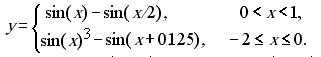 y = { sin(x) − sin(x/2), 0 < x < 1,
sin(x)³ − sin(x + 0125), − 2 ≤ x ≤ 0.